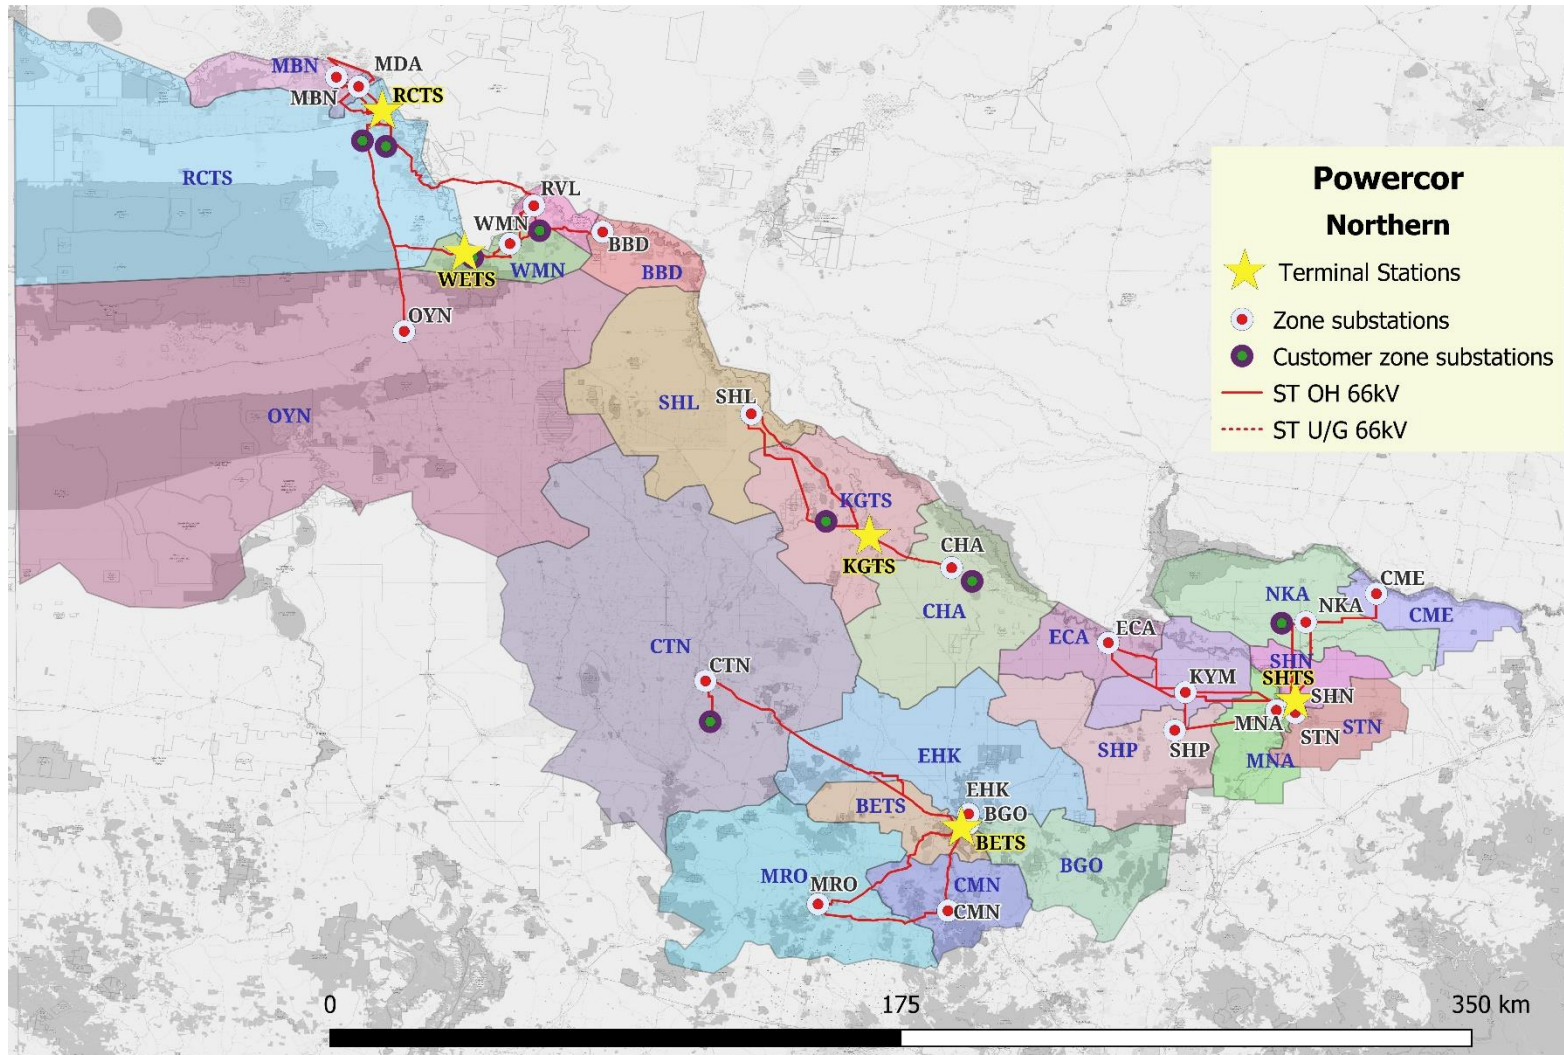 MDA
MBN
MBN
RCTS
RCTS
RVL
WMN
BBD
WETS
WMN
BBD
OYN
OYN
SHL
SHL
KGTS
KGTS
CHA
CHA
CTN
CTN
ECA
ECA
KYM
NKA
NKA
CME
CME
SHN
SHTS
SHN
MNA
STN
STN
SHP
SHP
MNA
EHK
EHK
BETS
BGO
BETS
BGO
MRO
MRO
CMN
CMN
Powercor
Northern
Terminal Stations
Zone substations
Customer zone substations
ST OH 66kV
ST U/G 66kV
0
175
350 km